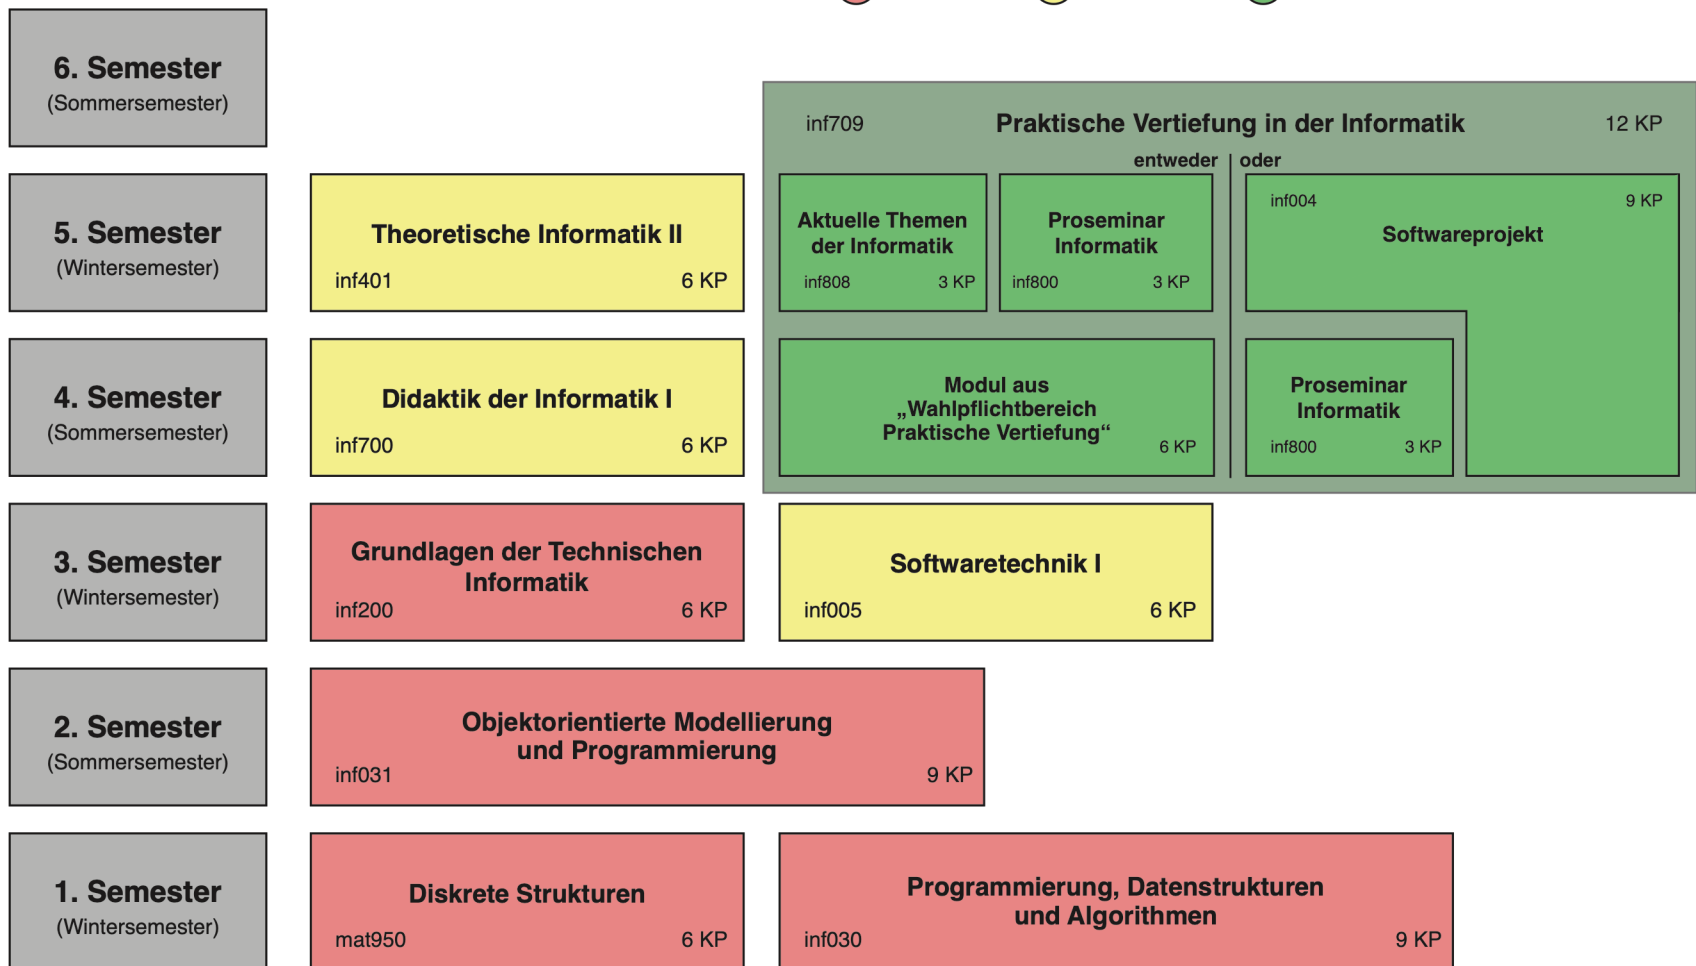 6. Semester
(Sommersemester)
inf709
Praktische Vertiefung in der Informatik
12 KP
entweder
oder
5. Semester
(Wintersemester)
Theoretische Informatik II
inf401
6 KP
Aktuelle Themen
der Informatik
inf808
3 KP
Proseminar
Informatik
inf800
3 KP
inf004
9 KP
Softwareprojekt
4. Semester
(Sommersemester)
Didaktik der Informatik I
inf700
6 KP
Modul aus
„Wahlpflichtbereich
Praktische Vertiefung“
6 KP
Proseminar
Informatik
inf800
3 KP
3. Semester
(Wintersemester)
Grundlagen der Technischen
Informatik
inf200
6 KP
Softwaretechnik I
inf005
6 KP
2. Semester
(Sommersemester)
Objektorientierte Modellierung
und Programmierung
inf031
9 KP
1. Semester
(Wintersemester)
Diskrete Strukturen
mat950
6 KP
Programmierung, Datenstrukturen
und Algorithmen
inf030
9 KP